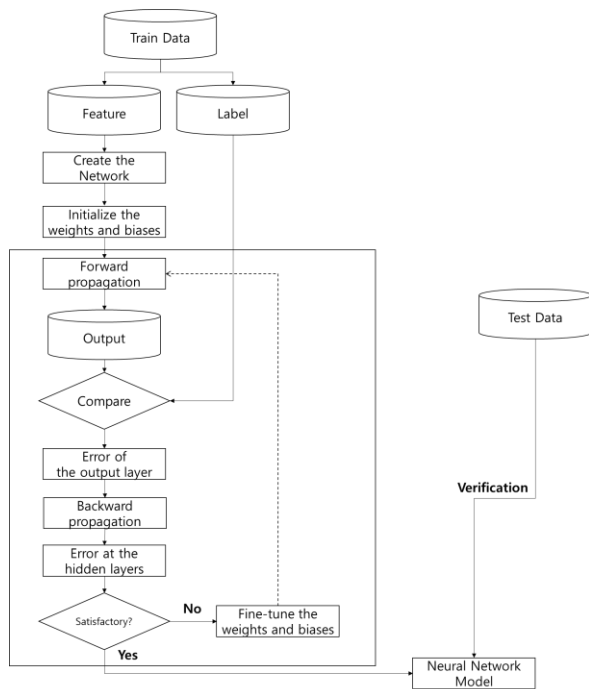 Train Data
Feature
Label
Create the
Network
Initialize the
weights and biases
Forward
propagation
Output
Test Data
Compare
Error of
the output layer
Verification
Backward
propagation
Error at the
hidden layers
Satisfactory?
No
Fine-tune the
weights and biases
Yes
Neural Network
Model